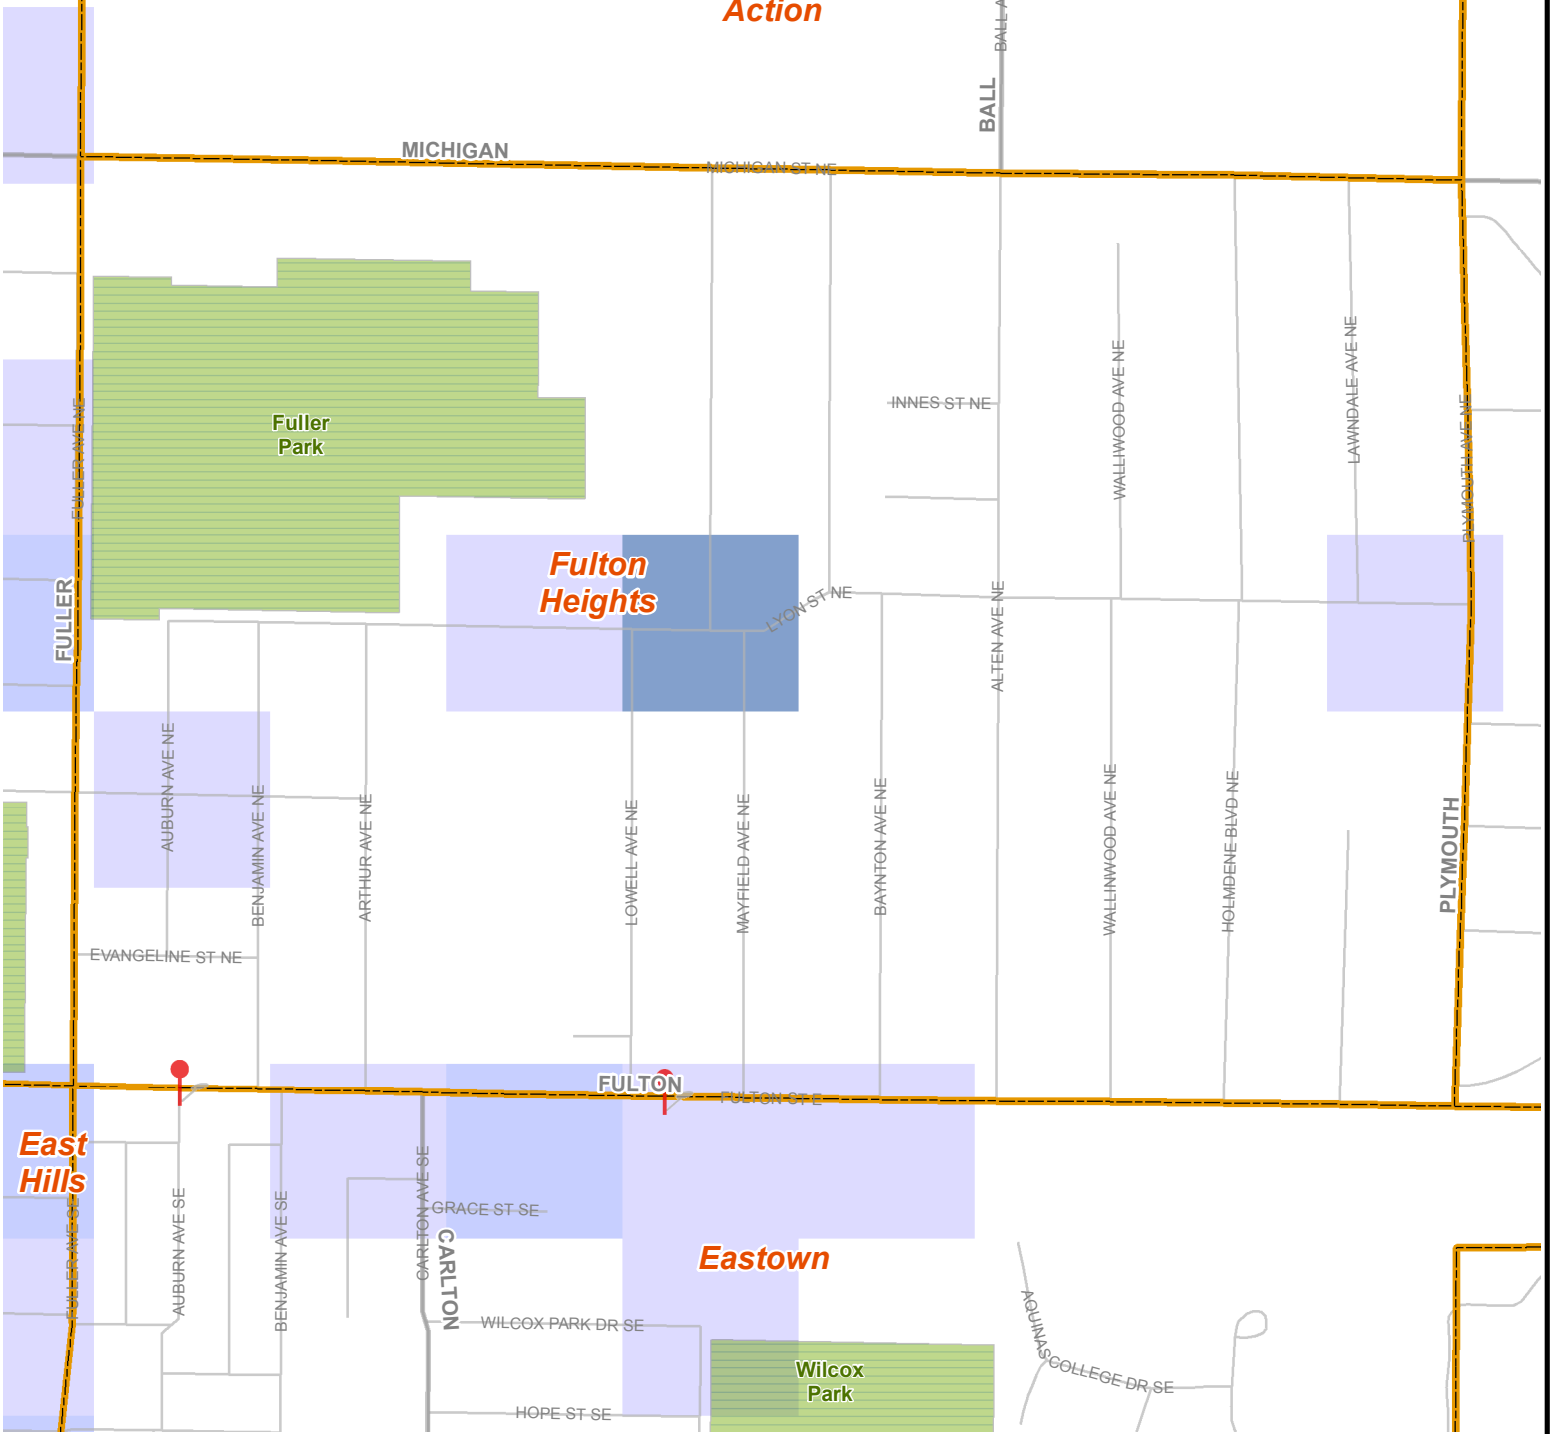 Action
BALL A
BALL
MICHIGAN
MICHIGAN ST NE
FULLER AVE NE
Fuller
Park
INNES ST NE
WALLIWOOD AVE NE
LAWNDALE AVE NE
PLYMOUTH AVE NE
Fulton
Heights
FULLER
LYON ST NE
ALTEN AVE NE
AUBURN AVE NE
BENJAMIN AVE NE
ARTHUR AVE NE
LOWELL AVE NE
MAYFIELD AVE NE
BAYNTON AVE NE
WALLINWOOD AVE NE
HOLMDENE BLVD NE
PLYMOUTH
EVANGELINE ST NE
FULTON
FULTON ST E
East
Hills
FULLER AVE SE
AUBURN AVE SE
BENJAMIN AVE SE
CARLTON AVE SE
GRACE ST SE
CARLTON
Eastown
WILCOX PARK DR SE
AQUINAS COLLEGE DR SE
Wilcox
Park
HOPE ST SE